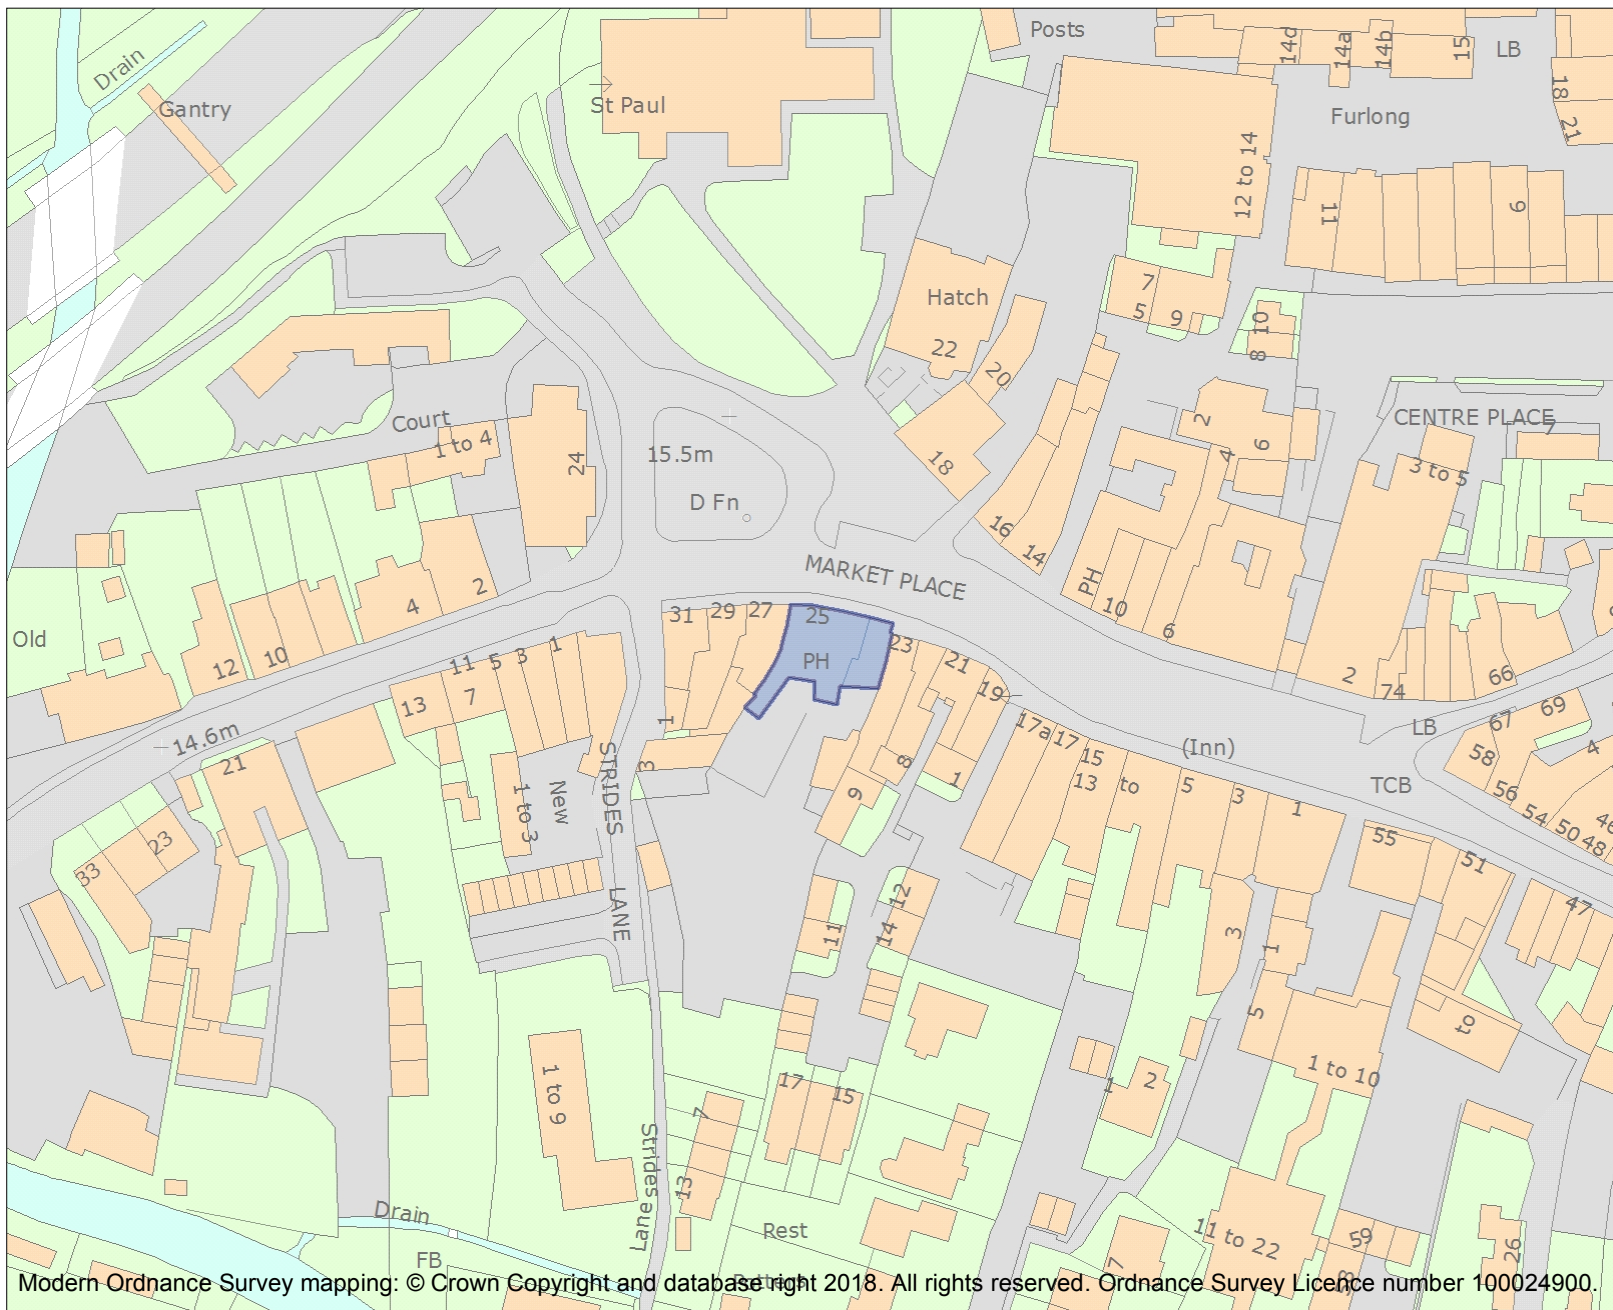 Posts
14d
14a
14b
15
LB
Drain
Gantry
St Paul
18
21
Furlong
12 to 14
11
9
Hatch
22
20
7
5
9
10
8
Court
1 to 4
24
15.5m
D Fn
18
2
4
6
CENTRE PLACE
7
3 to 5
16
14
MARKET PLACE
PH
10
6
Old
12
10
4
2
31
29
27
25
PH
23
21
19
2
74
66
13
11
7
5
3
1
1
3
14.6m
21
STRIDES
LANE
New
1 to 3
8
1
9
17a
17
15
13
to
5
3
1
(Inn)
LB
TCB
67
69
58
56
54
50
48
46
4
23
33
55
51
47
12
14
11
3
1
5
1 to 10
1 to 9
17
15
7
13
Strides
Lane
1
2
Rest
Drain
FB
11 to 22
59
26
7
Modern Ordnance Survey mapping: © Crown Copyright and database right 2018. All rights reserved. Ordnance Survey Licence number 100024900.